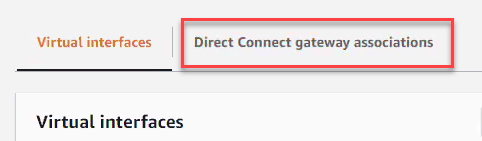 Virtual interfaces
Direct Connect gateway associations
Virtual interfaces